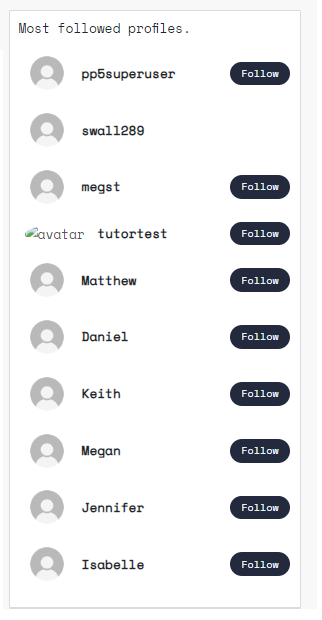 Most followed profiles.
pp5superuser Follow
swall289
megst Follow
avatar tutortest Follow
Matthew Follow
Daniel Follow
Keith Follow
Megan Follow
Jennifer Follow
Isabelle Follow